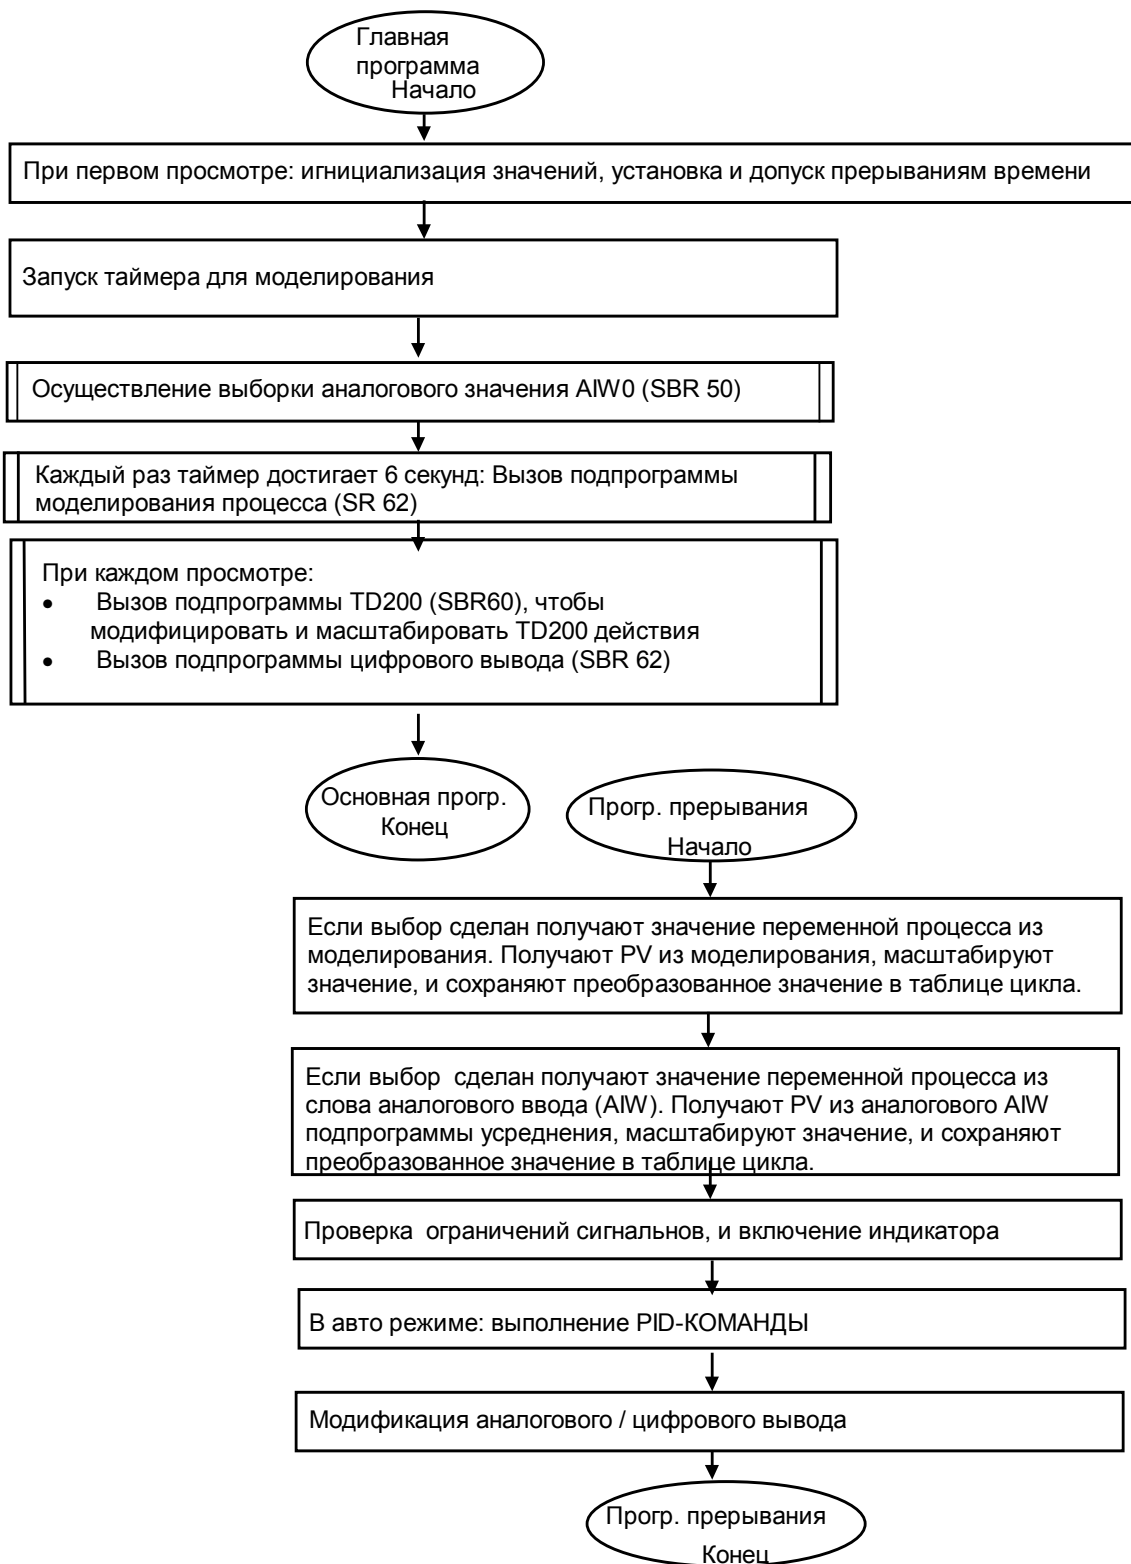 Главная
программа
Начало
При первом просмотре: игнициализация значений, установка и допуск прерываниям времени
Запуск таймера для моделирования
Осуществление выборки аналогового значения AIW0 (SBR 50)
Каждый раз таймер достигает 6 секунд: Вызов подпрограммы
моделирования процесса (SR 62)
При каждом просмотре:
• Вызов подпрограммы TD200 (SBR60), чтобы
модифицировать и масштабировать TD200 действия
• Вызов подпрограммы цифрового вывода (SBR 62)
Основная прогр.
Конец
Прогр. прерывания
Начало
Если выбор сделан получают значение переменной процесса из
моделирования. Получают PV из моделирования, масштабируют
значение, и сохраняют преобразованное значение в таблице цикла.
Если выбор сделан получают значение переменной процесса из
слова аналогового ввода (AIW). Получают PV из аналогового AIW
подпрограммы усреднения, масштабируют значение, и сохраняют
преобразованное значение в таблице цикла.
Проверка ограничений сигнальнов, и включение индикатора
В авто режиме: выполнение PID-КОМАНДЫ
Модификация аналогового / цифрового вывода
Прогр. прерывания
Конец